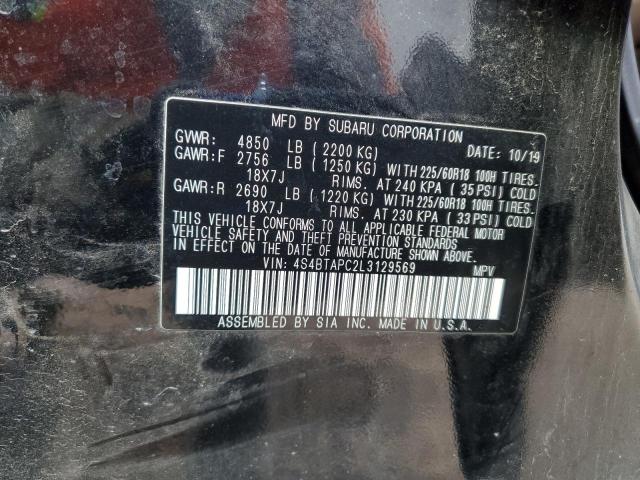 MFD BY SUBARU CORPORATION
GVWR: 4850 LB (2200 KG) DATE: 10/19
GAWR:F 2756 LB (1250 KG) WITH 225/60R18 100H TIRES.
18X7J RIMS. AT 240 KPA (35 PSI) COLD
GAWR:R 2690 LB (1220 KG) WITH 225/60R18 100H TIRES.
18X7J RIMS. AT 230 KPA (33 PSI) COLD
THIS VEHICLE CONFORMS TO ALL APPLICABLE FEDERAL MOTOR
VEHICLE SAFETY AND THEFT PREVENTION STANDARDS
IN EFFECT ON THE DATE OF MANUFACTURE SHOWN ABOVE.
VIN: 4S4BTAPC2L3129569 MPV
ASSEMBLED BY SIA INC. MADE IN U.S.A.